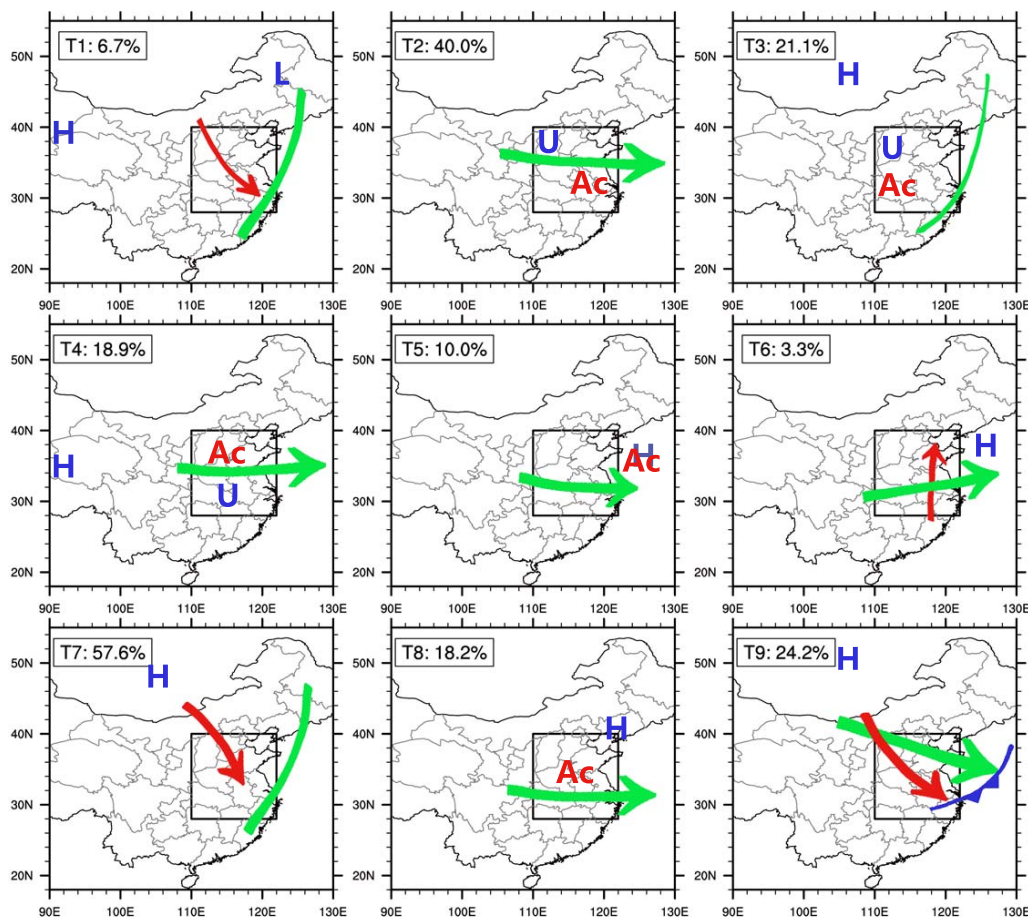 T1: 6.7%
L
H
50N
40N
30N
20N
90E
100E
110E
120E
130E
T2: 40.0%
U
Ac
50N
40N
30N
20N
90E
100E
110E
120E
130E
T3: 21.1%
H
U
Ac
50N
40N
30N
20N
90E
100E
110E
120E
130E
T4: 18.9%
Ac
H
U
50N
40N
30N
20N
90E
100E
110E
120E
130E
T5: 10.0%
H
Ac
50N
40N
30N
20N
90E
100E
110E
120E
130E
T6: 3.3%
H
50N
40N
30N
20N
90E
100E
110E
120E
130E
T7: 57.6%
H
50N
40N
30N
20N
90E
100E
110E
120E
130E
T8: 18.2%
H
Ac
50N
40N
30N
20N
90E
100E
110E
120E
130E
T9: 24.2%
H
50N
40N
30N
20N
90E
100E
110E
120E
130E